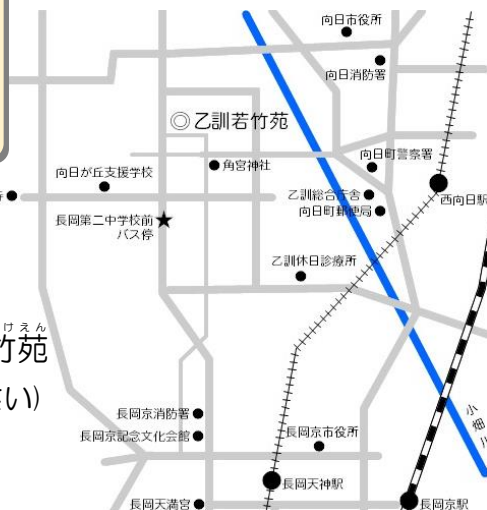 向日市役所
向日消防署
◎乙訓若竹苑
向日町警察署
角宮神社
向日が丘支援学校
乙訓総合庁舎
西向日駅
向日町郵便局
長岡第二中学校前
バス停
乙訓休日診療所
けえん
竹苑
い)
小畑川
長岡京消防署
長岡京記念文化会館
長岡京市役所
長岡天神駅
長岡天満宮
長岡京駅